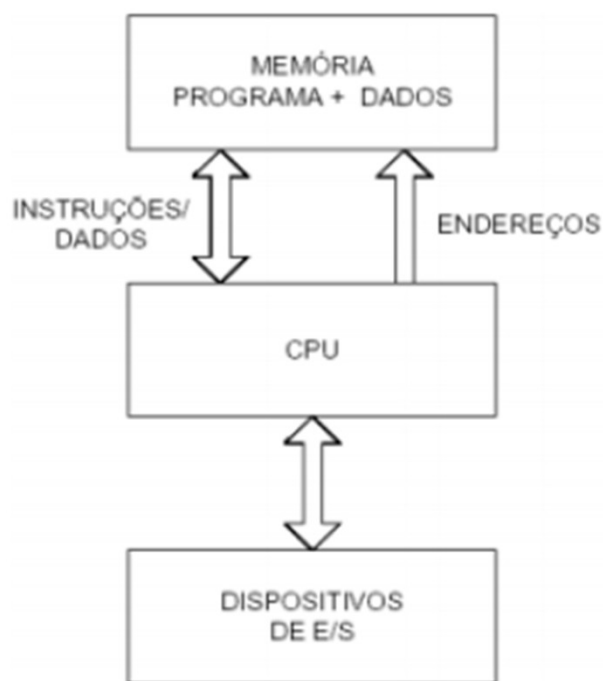 MEMÓRIA
PROGRAMA + DADOS
INSTRUÇÕES/
DADOS
ENDEREÇOS
CPU
DISPOSITIVOS
DE E/S